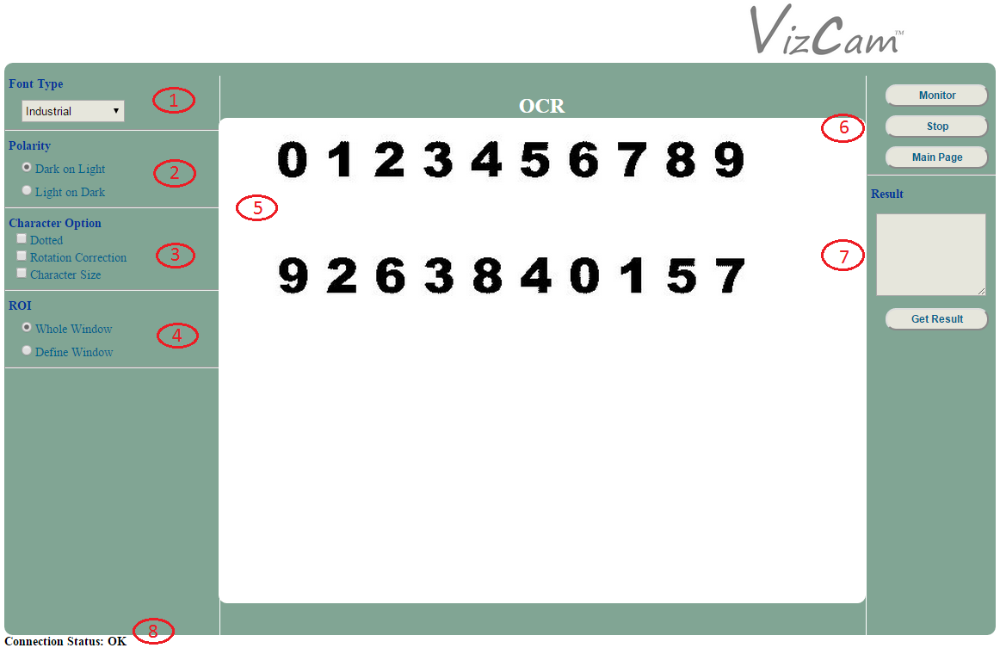 VizCam™
Font Type
1
Industrial
Polarity
Dark on Light
2
Light on Dark
Character Option
Dotted
Rotation Correction
3
Character Size
ROI
Whole Window
4
Define Window
OCR
0 1 2 3 4 5 6 7 8 9
5
9 2 6 3 8 4 0 1 5 7
6
Monitor
Stop
Main Page
Result
7
Get Result
8
Connection Status: OK